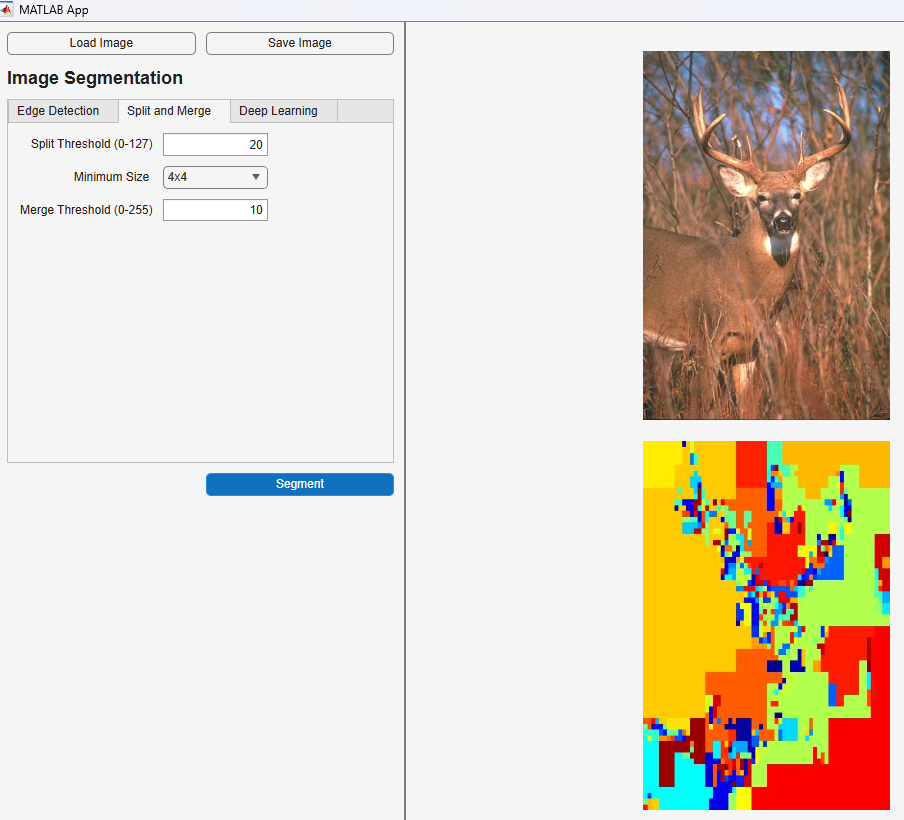 MATLAB App
Load Image
Save Image
Image Segmentation
Edge Detection
Split and Merge
Deep Learning
Split Threshold (0-127)
20
Minimum Size
4x4
Merge Threshold (0-255)
10
Segment